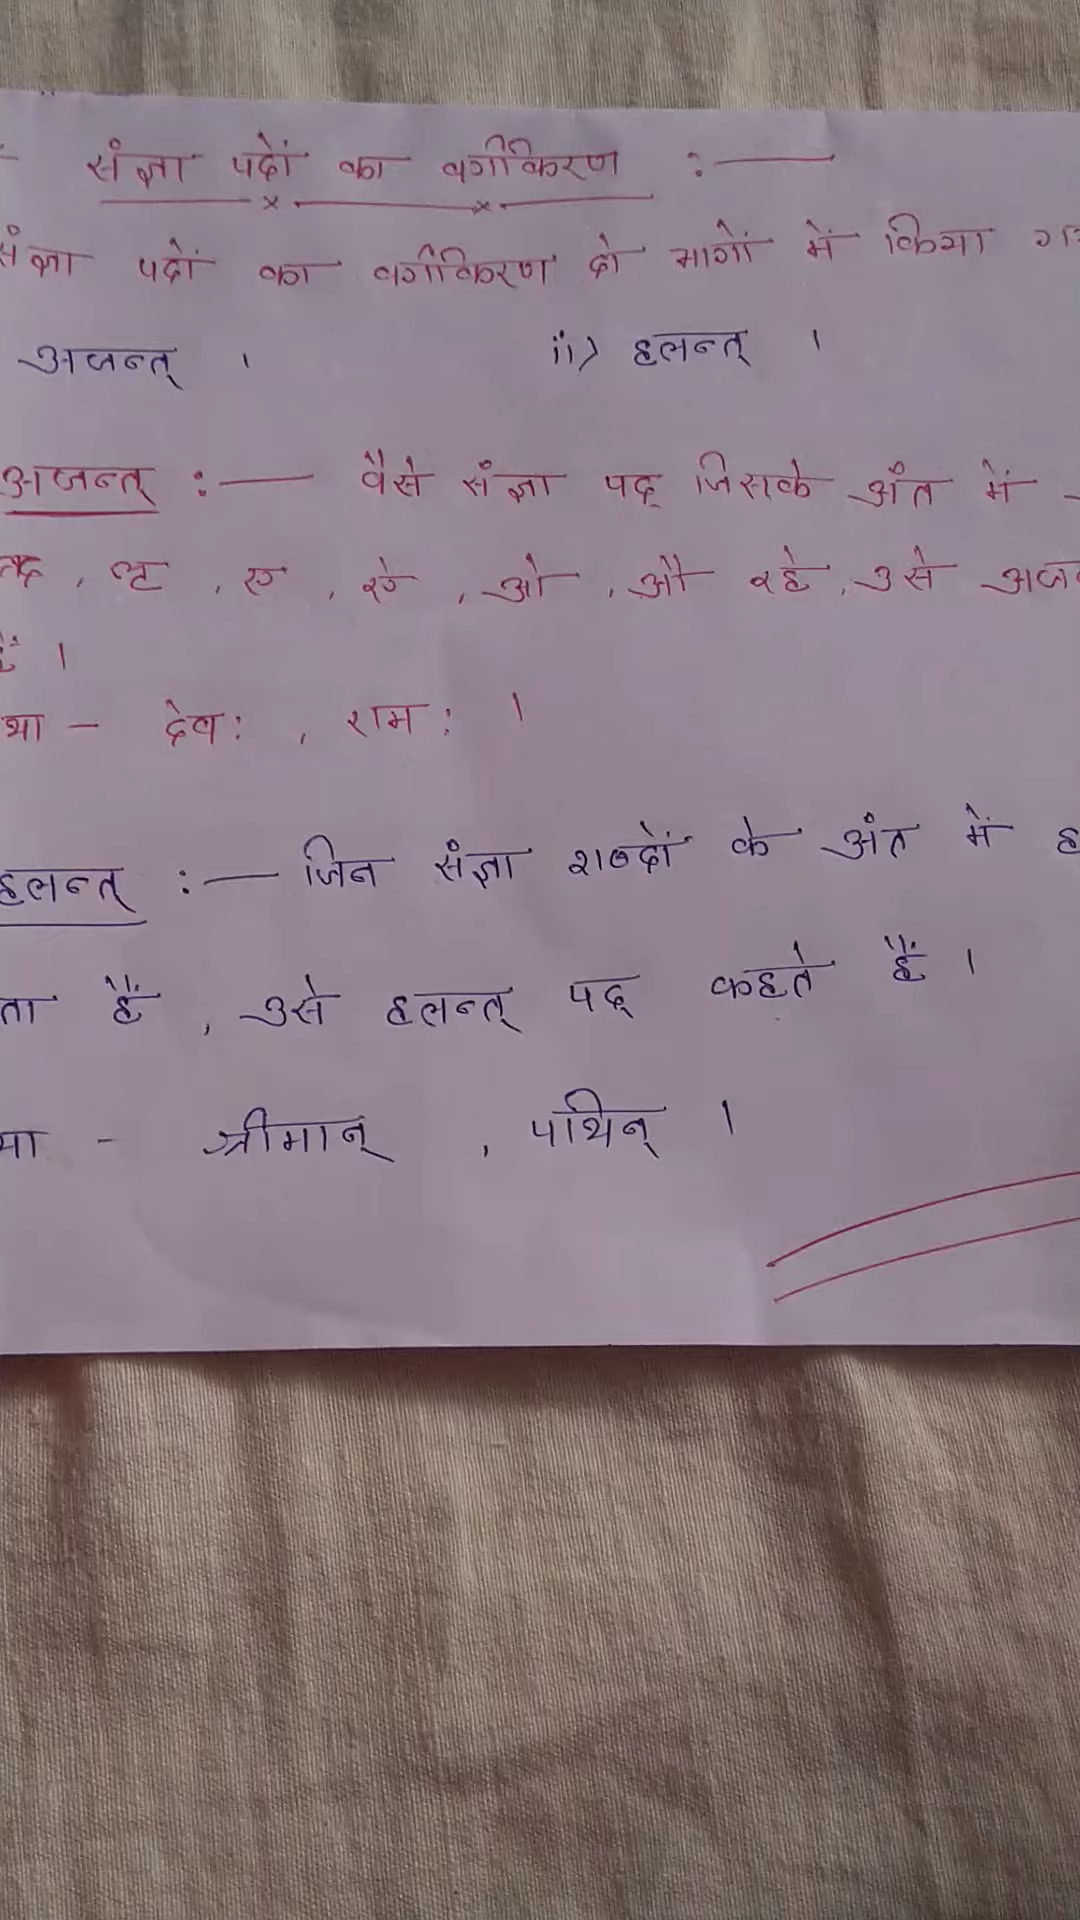 - संज्ञा पदों का वर्गीकरण :—
संज्ञा पदों का वर्गीकरण दो भागों में किया
अजन्त् । ii) हलन्त् ।
अजन्त् :— वैसे संज्ञा पद् जिसके अंत में -
, ल्ट , ए , ऐ , ओ , औ रहे , उसे
है ।
था - देवः , रामः ।
हलन्त् :— जिन संज्ञा शब्दों के अंत में ह
ता हैं , उसे हलन्त् पद् कहते हैं ।
था - श्रीमान् , पथिन् ।